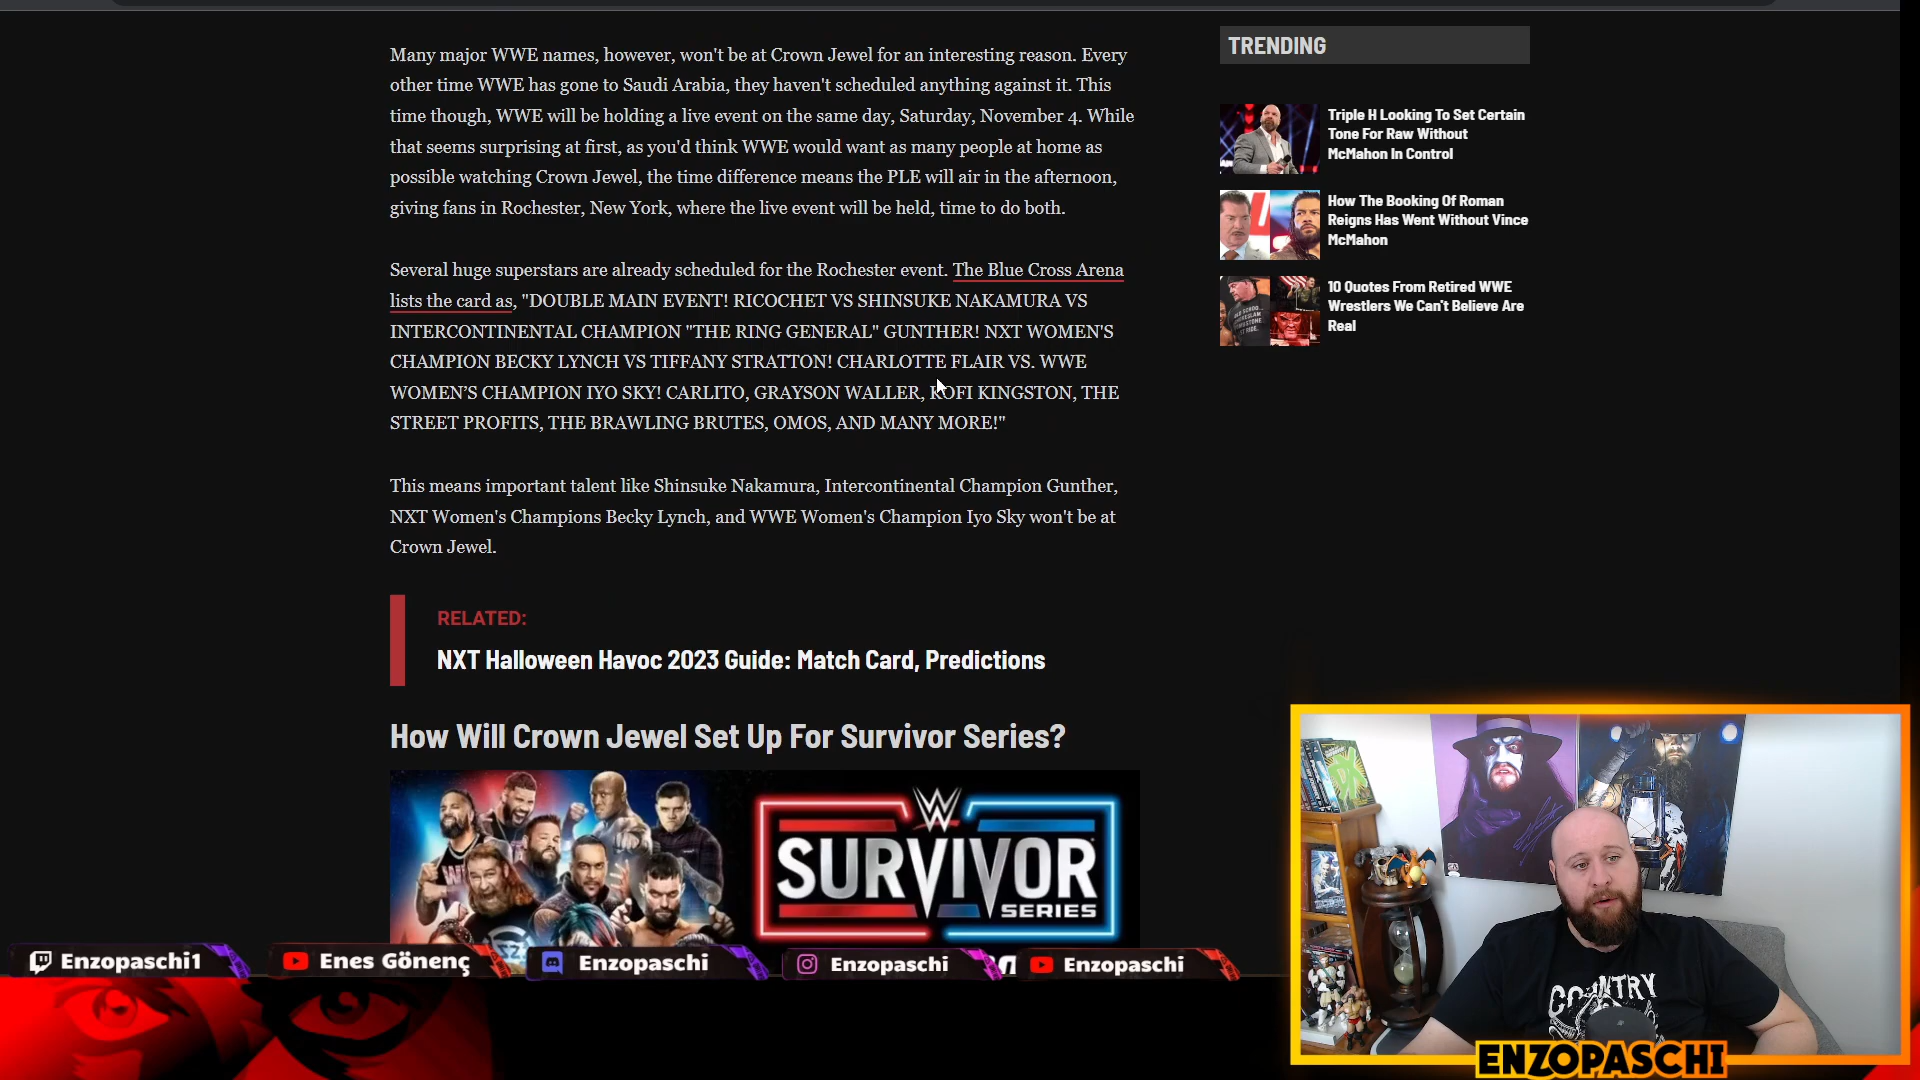 Many major WWE names, however, won't be at Crown Jewel for an interesting reason. Every
other time WWE has gone to Saudi Arabia, they haven't scheduled anything against it. This
time though, WWE will be holding a live event on the same day, Saturday, November 4. While
that seems surprising at first, as you'd think WWE would want as many people at home as
possible watching Crown Jewel, the time difference means the PLE will air in the afternoon,
giving fans in Rochester, New York, where the live event will be held, time to do both.
Several huge superstars are already scheduled for the Rochester event. The Blue Cross Arena
lists the card as, "DOUBLE MAIN EVENT! RICOCHET VS SHINSUKE NAKAMURA VS
INTERCONTINENTAL CHAMPION "THE RING GENERAL" GUNTHER! NXT WOMEN'S
CHAMPION BECKY LYNCH VS TIFFANY STRATTON! CHARLOTTE FLAIR VS. WWE
WOMEN’S CHAMPION IYO SKY! CARLITO, GRAYSON WALLER, KOFI KINGSTON, THE
STREET PROFITS, THE BRAWLING BRUTES, OMOS, AND MANY MORE!"
This means important talent like Shinsuke Nakamura, Intercontinental Champion Gunther,
NXT Women's Champions Becky Lynch, and WWE Women's Champion Iyo Sky won't be at
Crown Jewel.
RELATED:
NXT Halloween Havoc 2023 Guide: Match Card, Predictions
How Will Crown Jewel Set Up For Survivor Series?
SURVIVOR
SERIES
TRENDING
Triple H Looking To Set Certain
Tone For Raw Without
McMahon In Control
How The Booking Of Roman
Reigns Has Went Without Vince
McMahon
10 Quotes From Retired WWE
Wrestlers We Can't Believe Are
Real
Enzopaschi1
Enes Gönenç
Enzopaschi
Enzopaschi
Enzopaschi
COUNTRY
ENZOPASCHI